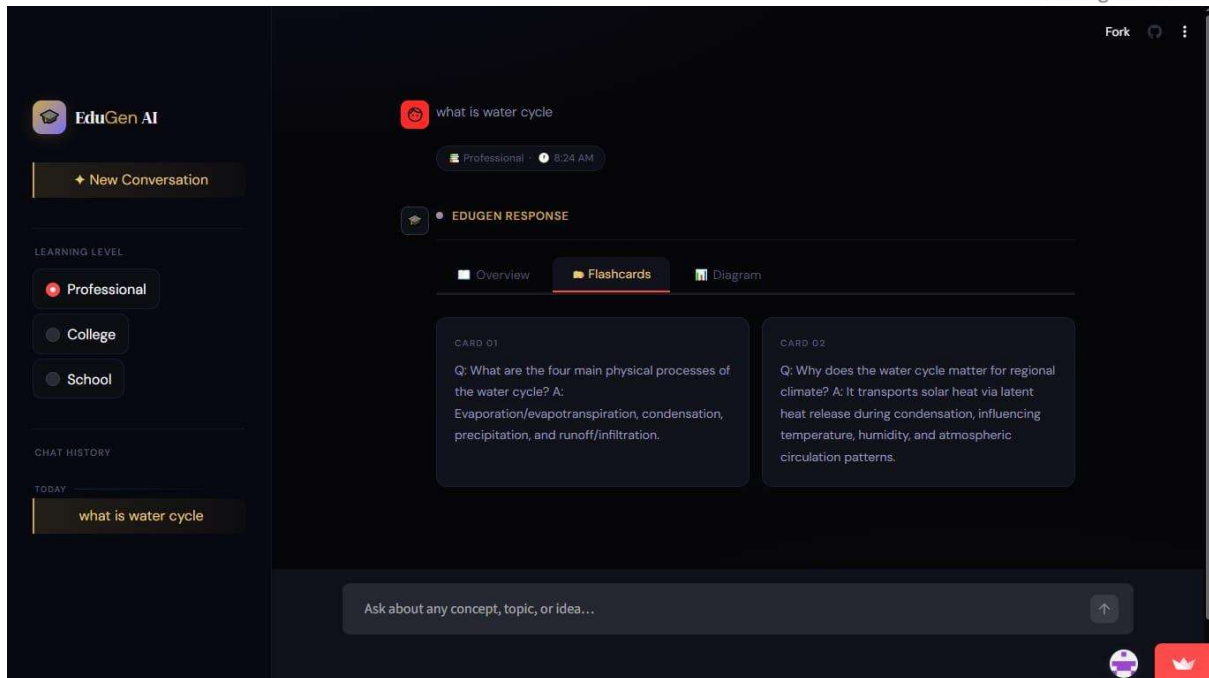 Fork
EduGen AI
✦ New Conversation
LEARNING LEVEL
Professional
College
School
CHAT HISTORY
TODAY
what is water cycle
what is water cycle
Professional · 8:24 AM
EDUGEN RESPONSE
Overview
Flashcards
Diagram
CARD 01
Q: What are the four main physical processes of
the water cycle? A:
Evaporation/evapotranspiration, condensation,
precipitation, and runoff/infiltration.
CARD 02
Q: Why does the water cycle matter for regional
climate? A: It transports solar heat via latent
heat release during condensation, influencing
temperature, humidity, and atmospheric
circulation patterns.
Ask about any concept, topic, or idea...